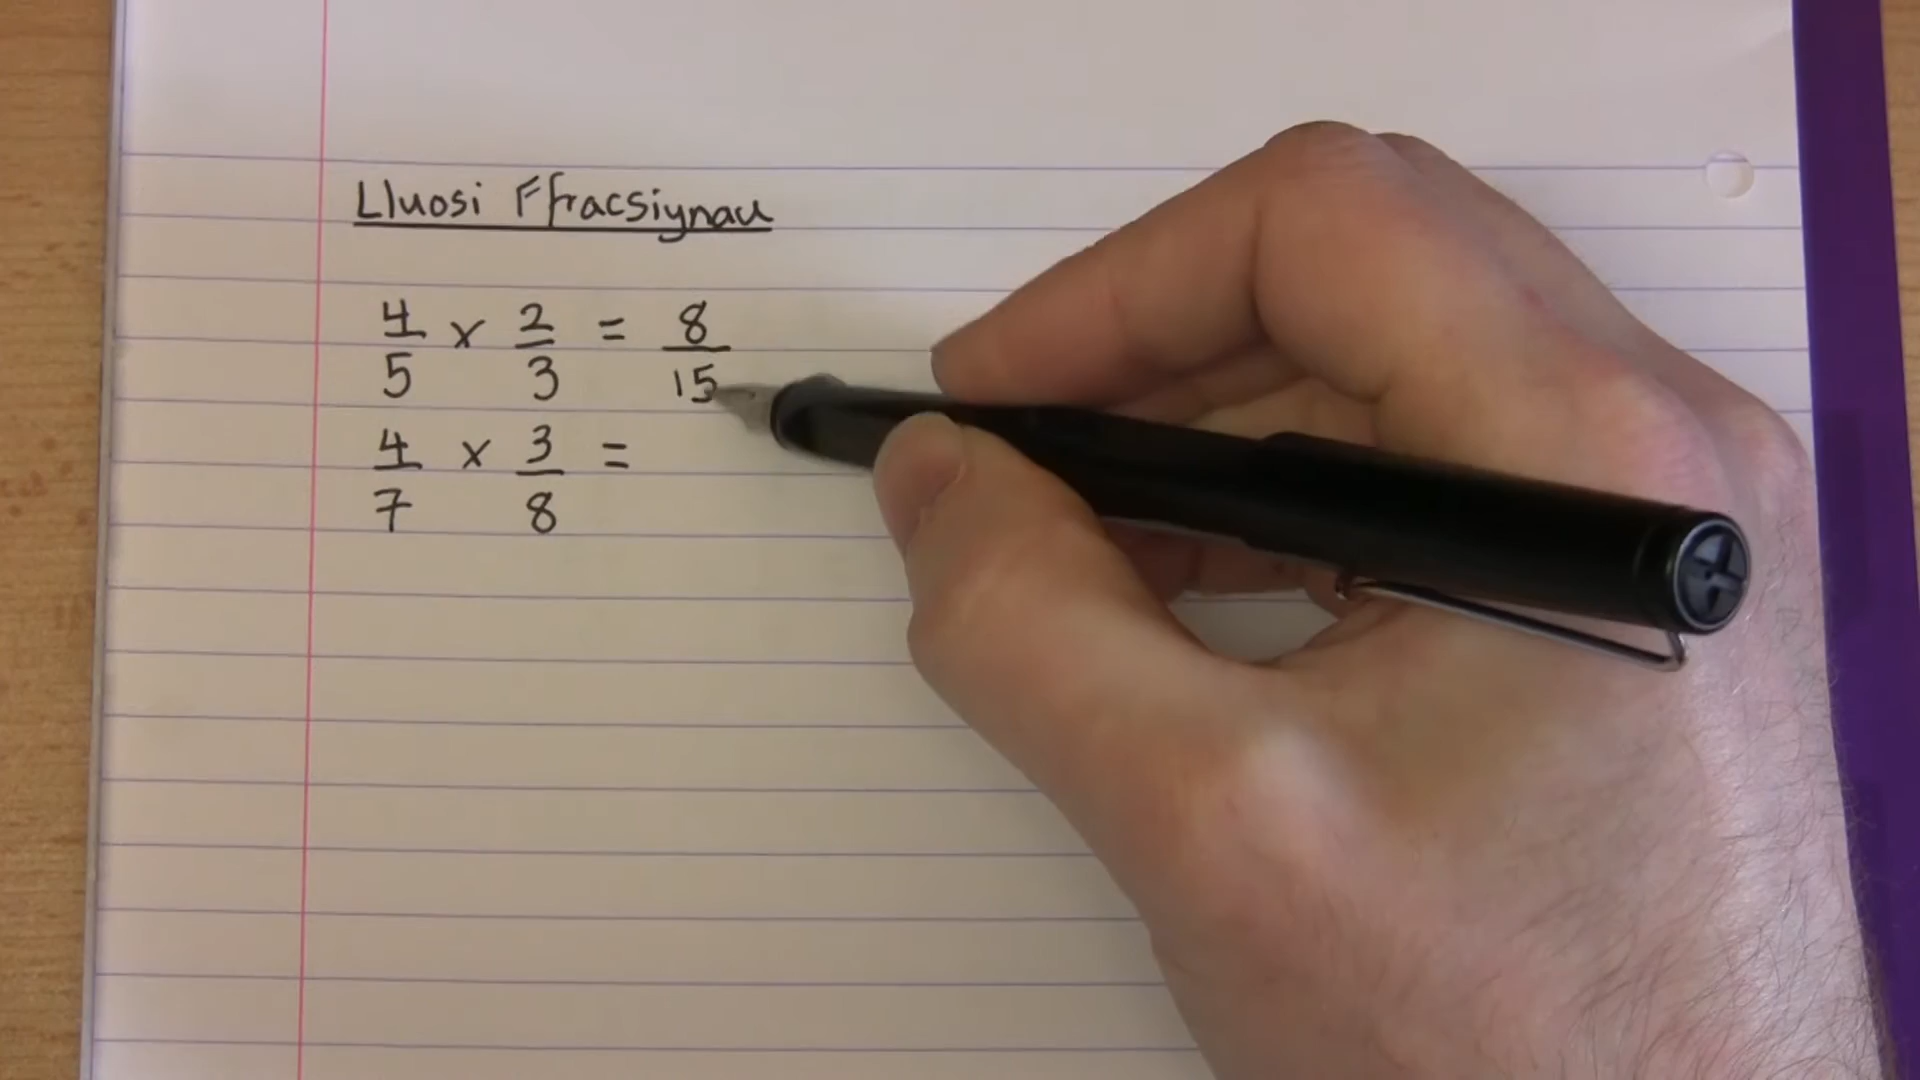 Lluosi Ffracsiynau
4/5 x 2/3 = 8/15
4/7 x 3/8 =